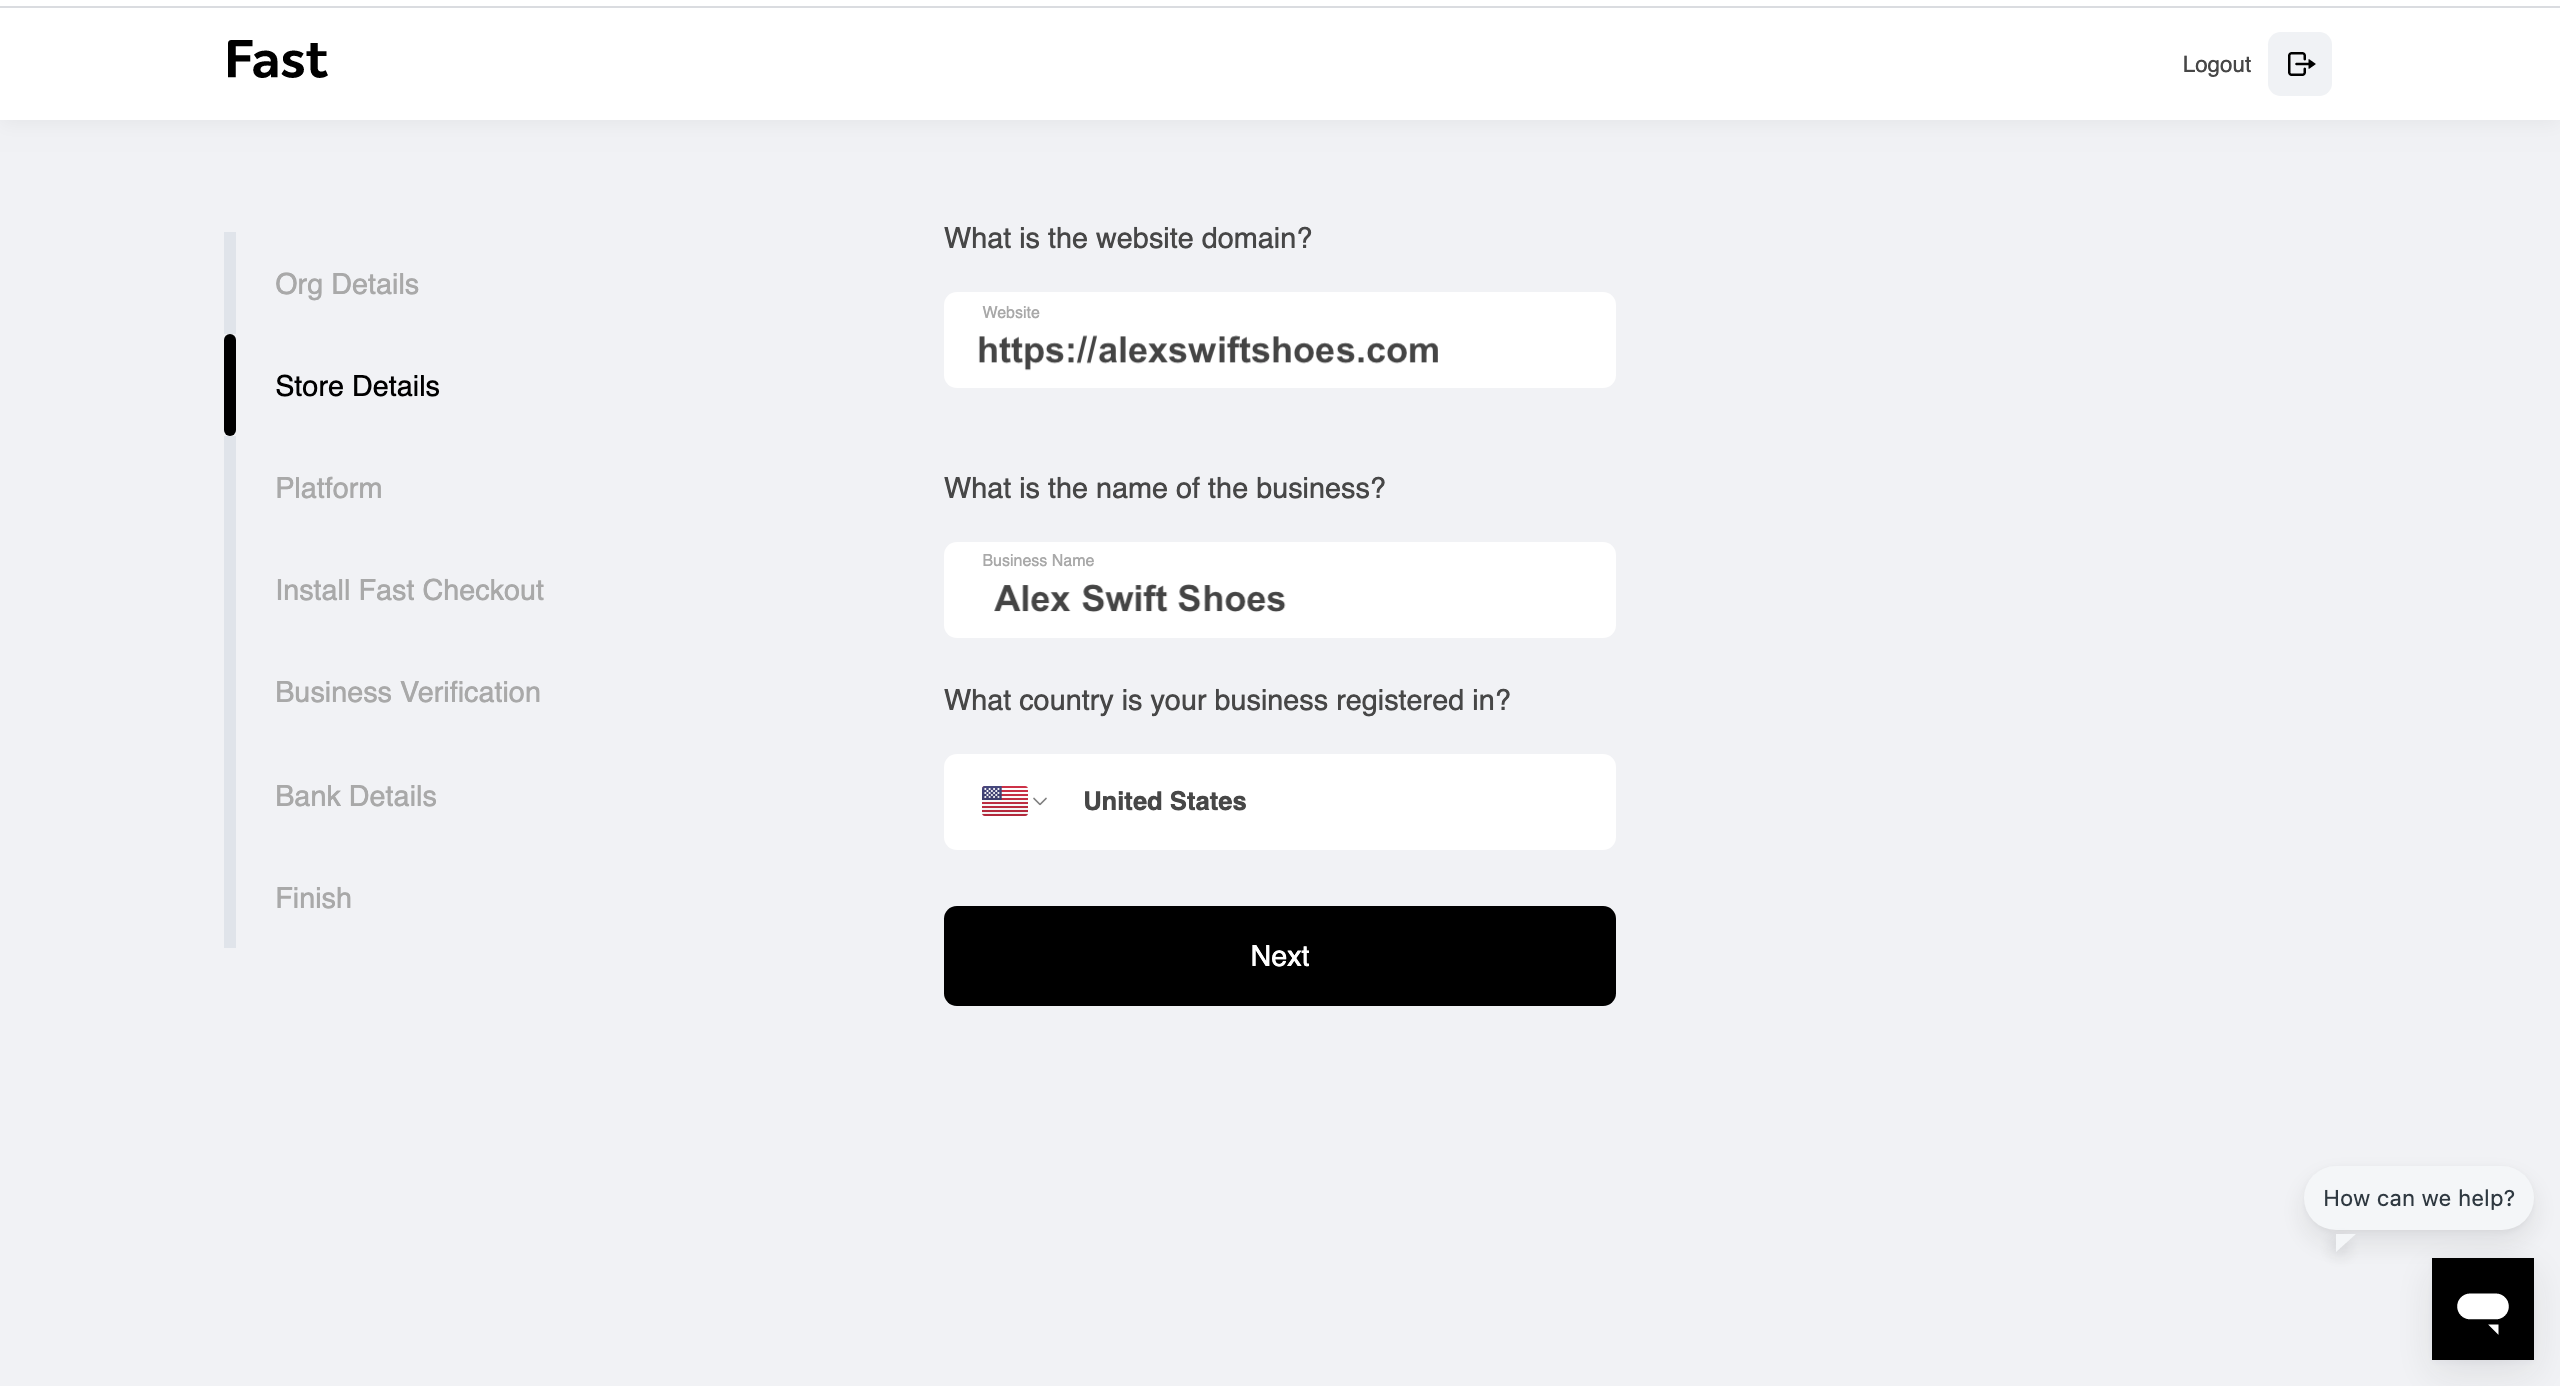 Fast
Logout
Org Details
Store Details
Platform
Install Fast Checkout
Business Verification
Bank Details
Finish
What is the website domain?
Website
https://alexswiftshoes.com
What is the name of the business?
Business Name
Alex Swift Shoes
What country is your business registered in?
United States
Next
How can we help?